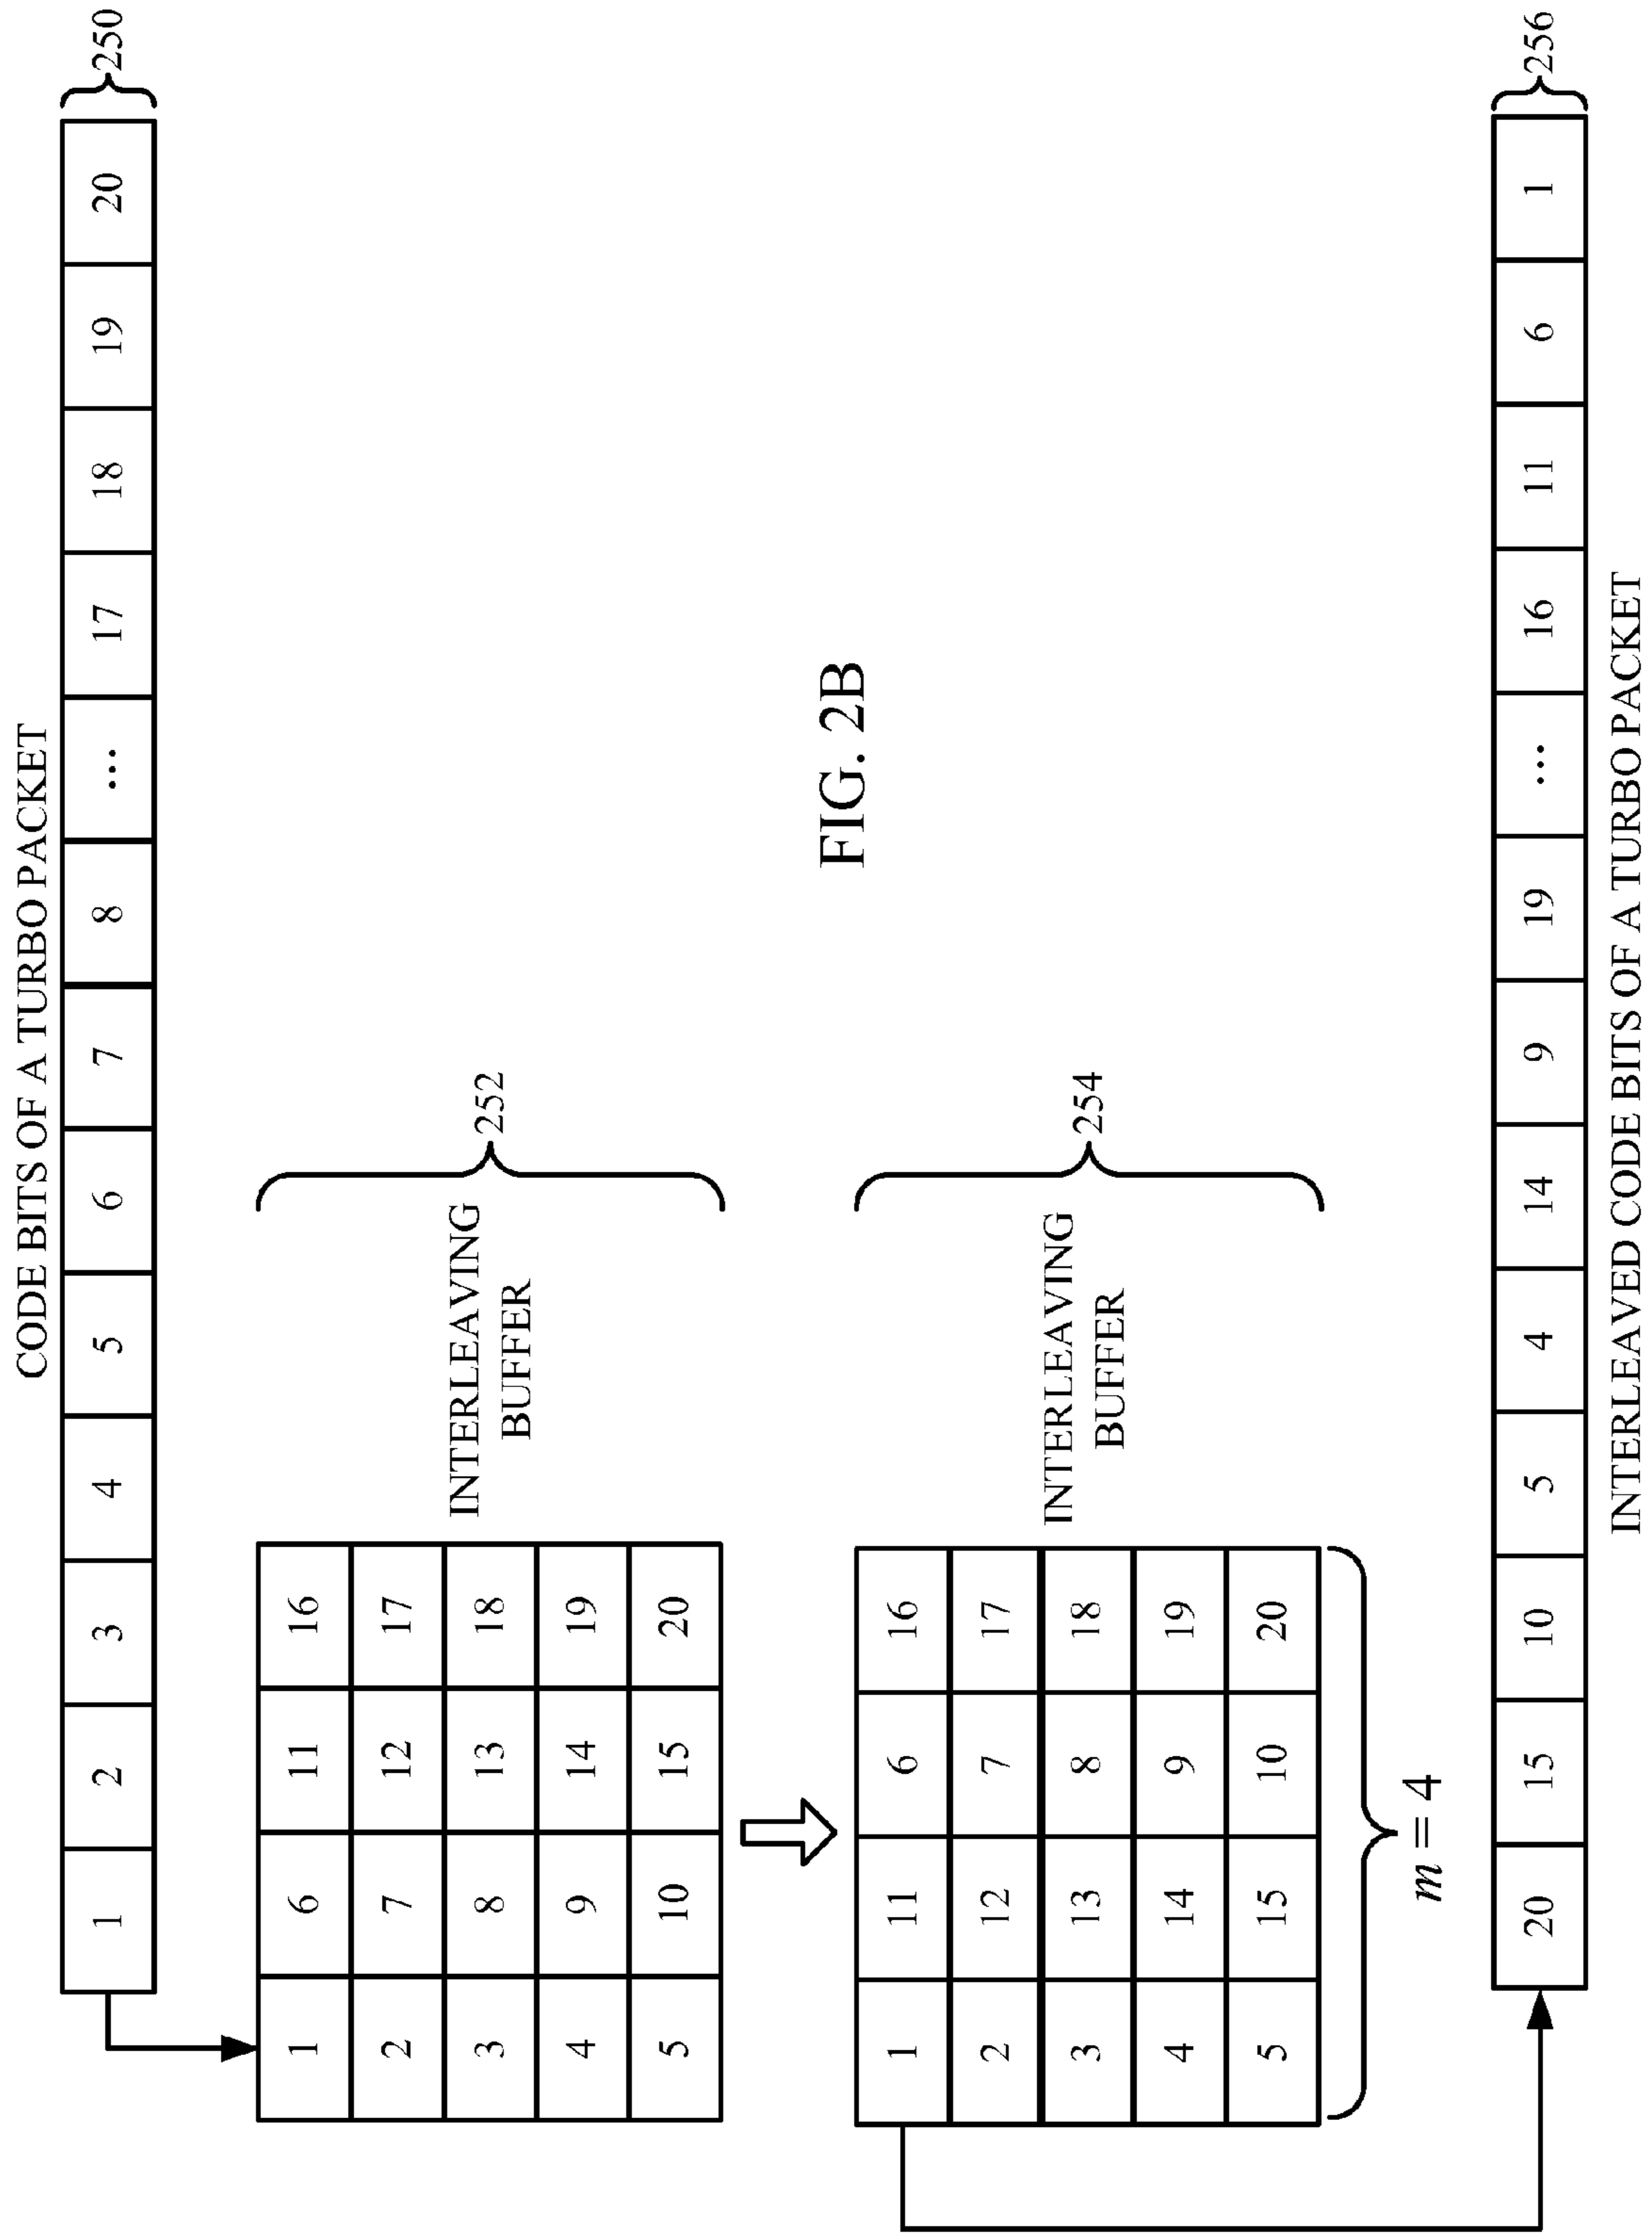 CODE BITS OF A TURBO PACKET
1 2 3 4 5 6 7 8 ... 17 18 19 20
250
1 6 11 16
2 7 12 17
3 8 13 18
4 9 14 19
5 10 15 20
INTERLEAVING
BUFFER
252
1 11 6 16
2 12 7 17
3 13 8 18
4 14 9 19
5 15 10 20
INTERLEAVING
BUFFER
254
m = 4
FIG. 2B
20 15 10 5 4 14 9 19 ... 16 11 6 1
256
INTERLEAVED CODE BITS OF A TURBO PACKET